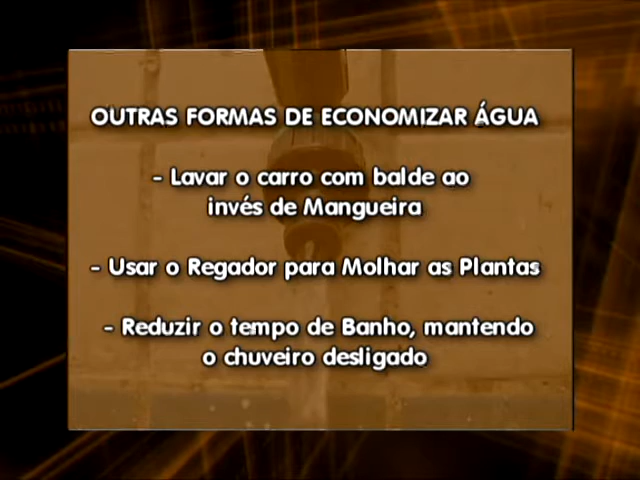 OUTRAS FORMAS DE ECONOMIZAR ÁGUA
- Lavar o carro com balde ao
invés de Mangueira
- Usar o Regador para Molhar as Plantas
- Reduzir o tempo de Banho, mantendo
o chuveiro desligado